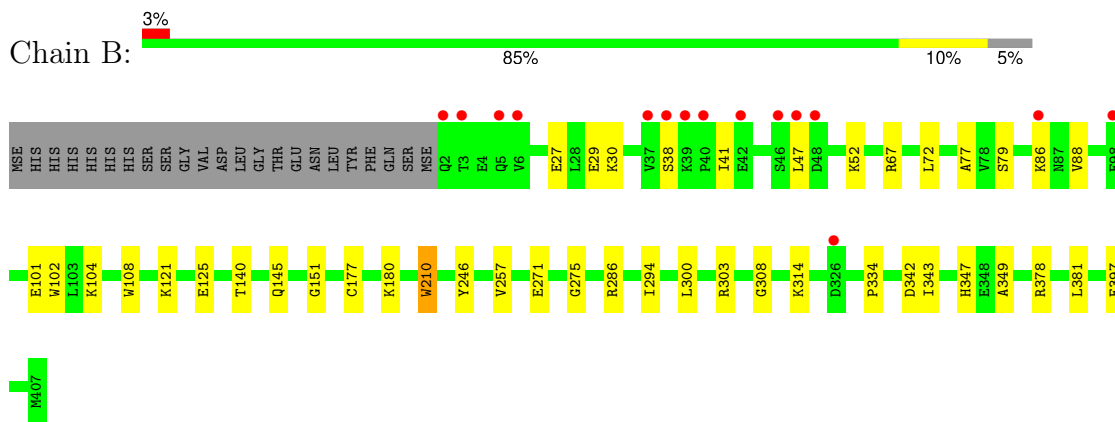 3%
Chain B:
85% 10% 5%
MSE HIS HIS HIS HIS HIS HIS SER SER GLY VAL ASP LEU GLY THR GLU ASN LEU TYR PHE GLN SER MSE Q2 T3 E4 Q5 V6 E27 L28 E29 K30 V37 S38 K39 P40 I41 E42 S46 L47 D48 K52 R67 L72 A77 V78 S79 K86 N87 V88 E98
E101 W102 L103 K104 W108 K121 E125 T140 Q145 G151 C177 K180 W210 Y246 V257 E271 G275 R286 I294 L300 R303 G308 K314 D326 P334 D342 I343 H347 E348 A349 R378 L381 E397
M407